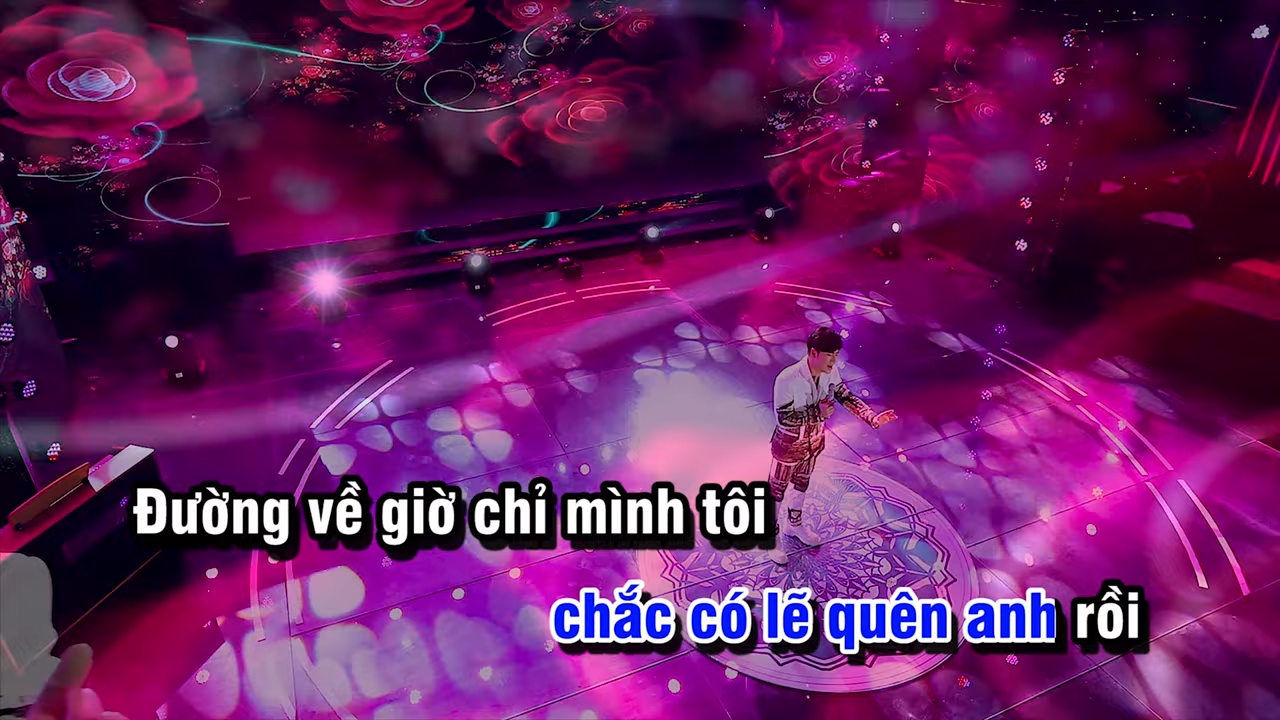 Đường về giờ chỉ mình tôi
chắc có lẽ quên anh rồi